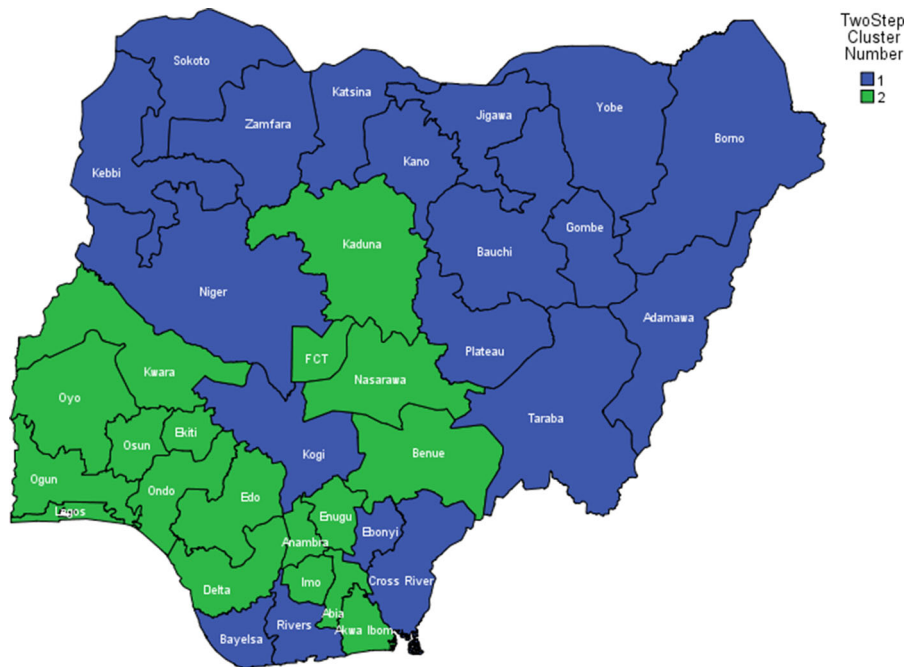 TwoStep
Cluster
Number
1
2
Sokoto
Katsina
Zamfara
Jigawa
Yobe
Borno
Kebbi
Kano
Kaduna
Bauchi
Gombe
Niger
Adamawa
FCT
Plateau
Kwara
Nasarawa
Oyo
Taraba
Osun
Ekiti
Kogi
Benue
Ogun
Ondo
Edo
Lagos
Enugu
Ebonyi
Anambra
Delta
Imo
Cross River
Abia
Bayelsa
Rivers
Akwa Ibom